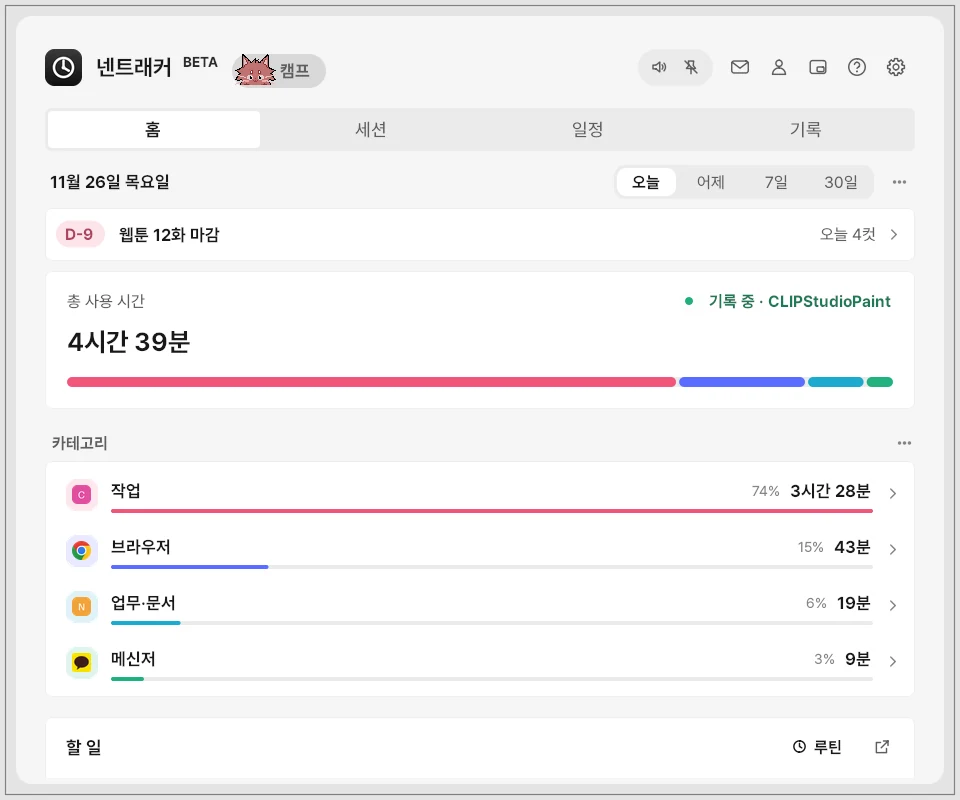 넨트래커 BETA 캠프
홈 세션 일정 기록
11월 26일 목요일 오늘 어제 7일 30일
D-9 웹툰 12화 마감 오늘 4컷
총 사용 시간 기록 중 · CLIPStudioPaint
4시간 39분
카테고리
C 작업 74% 3시간 28분
브라우저 15% 43분
N 업무·문서 6% 19분
메신저 3% 9분
할 일 루틴